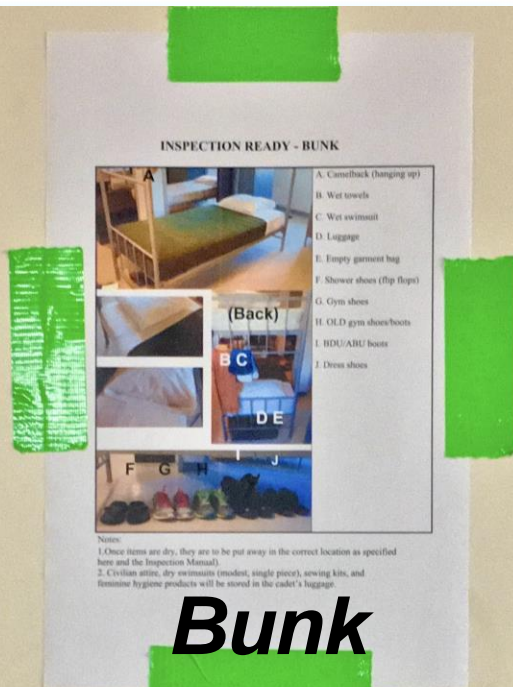 INSPECTION READY - BUNK
A
A. Camelback (hanging up)
B. Wet towels
C. Wet swimsuit
D. Luggage
E. Empty garment bag
F. Shower shoes (flip flops)
G. Gym shoes
H. OLD gym shoes/boots
I. BDU/ABU boots
J. Dress shoes
(Back)
B C
D E
F G H I J
Notes:
1.Once items are dry, they are to be put away in the correct location as specified
here and the Inspection Manual).
2. Civilian attire, dry swimsuits (modest, single piece), sewing kits, and
feminine hygiene products will be stored in the cadet's luggage.
Bunk